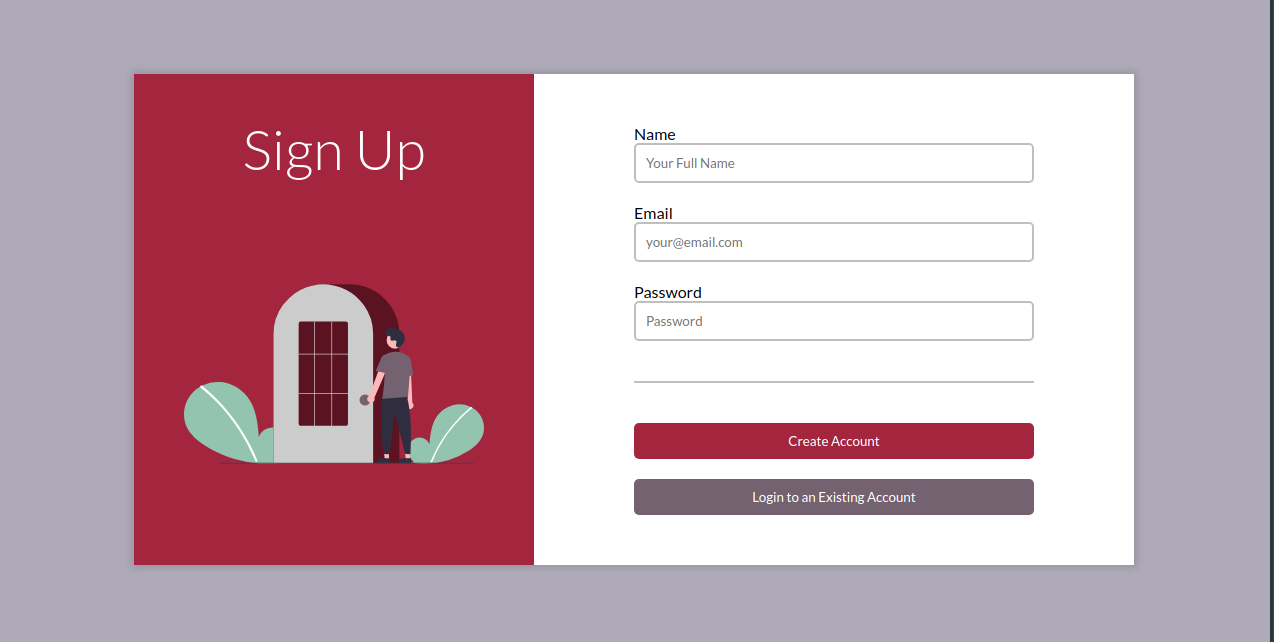 Sign Up
Name
Your Full Name
Email
your@email.com
Password
Password
Create Account
Login to an Existing Account